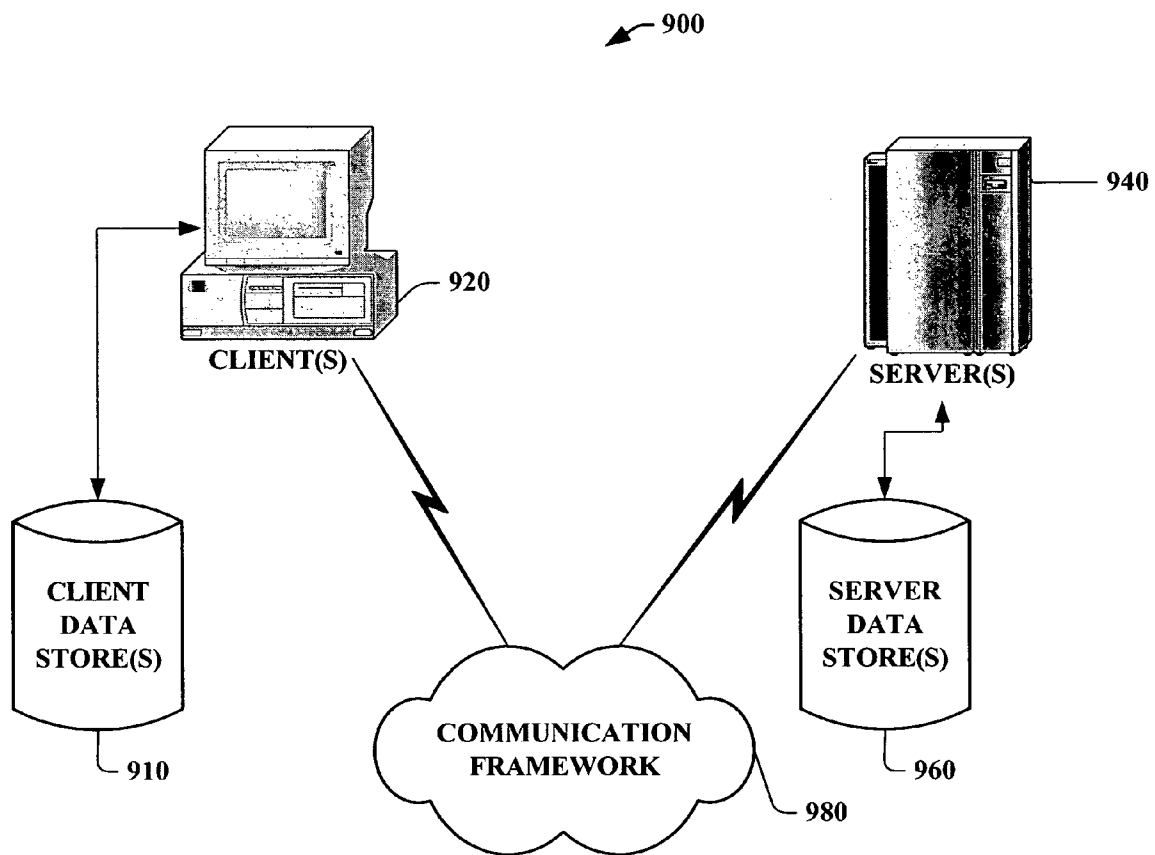 900
940
920
CLIENT(S)
SERVER(S)
CLIENT
DATA
STORE(S)
SERVER
DATA
STORE(S)
COMMUNICATION
FRAMEWORK
910
960
980